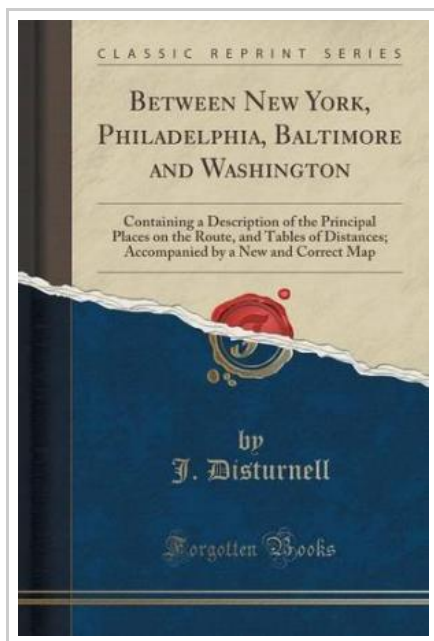 CLASSIC REPRINT SERIES
BETWEEN NEW YORK,
PHILADELPHIA, BALTIMORE
AND WASHINGTON
Containing a Description of the Principal
Places on the Route, and Tables of Distances;
Accompanied by a New and Correct Map
by
J. Disturnell
Forgotten Books